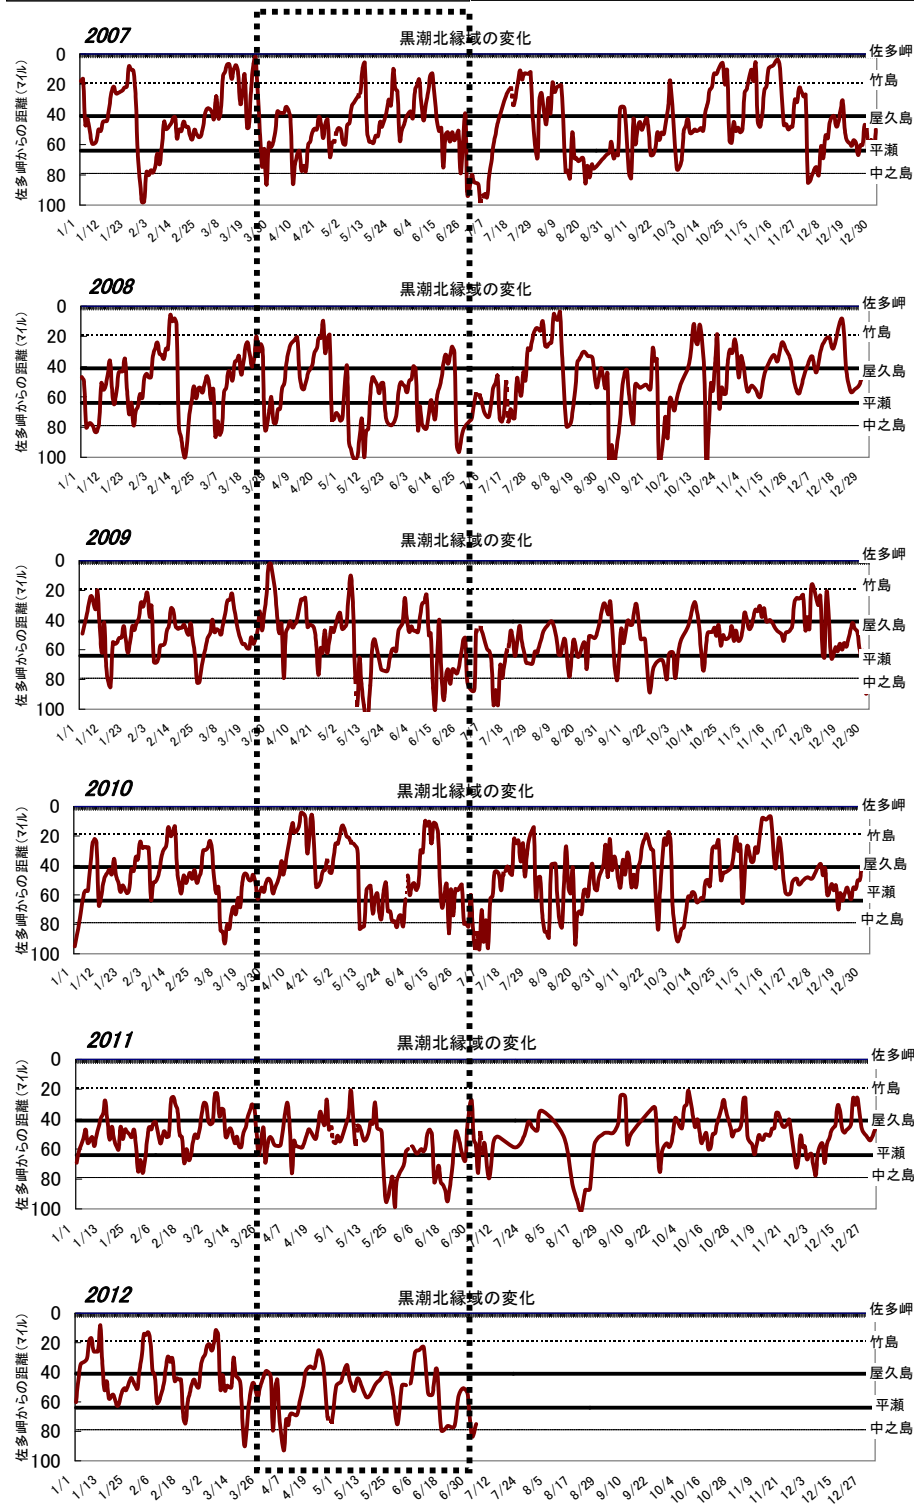 2007
黒潮北縁域の変化
佐多岬からの距離(マイル)
0
20
40
60
80
100
佐多岬
竹島
屋久島
平瀬
中之島
1/1 1/12 1/23 2/3 2/14 2/25 3/8 3/19 3/30 4/10 4/21 5/2 5/13 5/24 6/4 6/15 6/26 7/7 7/18 7/29 8/9 8/20 8/31 9/11 9/22 10/3 10/14 10/25 11/5 11/16 11/27 12/8 12/19 12/30
2008
黒潮北縁域の変化
佐多岬からの距離(マイル)
0
20
40
60
80
100
佐多岬
竹島
屋久島
平瀬
中之島
1/1 1/12 1/23 2/3 2/14 2/25 3/7 3/18 3/29 4/9 4/20 5/1 5/12 5/23 6/3 6/14 6/25 7/6 7/17 7/28 8/8 8/19 8/30 9/10 9/21 10/2 10/13 10/24 11/4 11/15 11/26 12/7 12/18 12/29
2009
黒潮北縁域の変化
佐多岬からの距離(マイル)
0
20
40
60
80
100
佐多岬
竹島
屋久島
平瀬
中之島
1/1 1/12 1/23 2/3 2/14 2/25 3/8 3/19 3/30 4/10 4/21 5/2 5/13 5/24 6/4 6/15 6/26 7/7 7/18 7/29 8/9 8/20 8/31 9/11 9/22 10/3 10/14 10/25 11/5 11/16 11/27 12/8 12/19 12/30
2010
黒潮北縁域の変化
佐多岬からの距離(マイル)
0
20
40
60
80
100
佐多岬
竹島
屋久島
平瀬
中之島
1/1 1/12 1/23 2/3 2/14 2/25 3/8 3/19 3/30 4/10 4/21 5/2 5/13 5/24 6/4 6/15 6/26 7/7 7/18 7/29 8/9 8/20 8/31 9/11 9/22 10/3 10/14 10/25 11/5 11/16 11/27 12/8 12/19 12/30
2011
黒潮北縁域の変化
佐多岬からの距離(マイル)
0
20
40
60
80
100
佐多岬
竹島
屋久島
平瀬
中之島
1/1 1/13 1/25 2/6 2/18 3/2 3/14 3/26 4/7 4/19 5/1 5/13 5/25 6/6 6/18 6/30 7/12 7/24 8/5 8/17 8/29 9/10 9/22 10/4 10/16 10/28 11/9 11/21 12/3 12/15 12/27
2012
黒潮北縁域の変化
佐多岬からの距離(マイル)
0
20
40
60
80
100
佐多岬
竹島
屋久島
平瀬
中之島
1/1 1/13 1/25 2/6 2/18 3/2 3/14 3/26 4/7 4/19 5/1 5/13 5/25 6/6 6/18 6/30 7/12 7/24 8/5 8/17 8/29 9/10 9/22 10/4 10/16 10/28 11/9 11/21 12/3 12/15 12/27